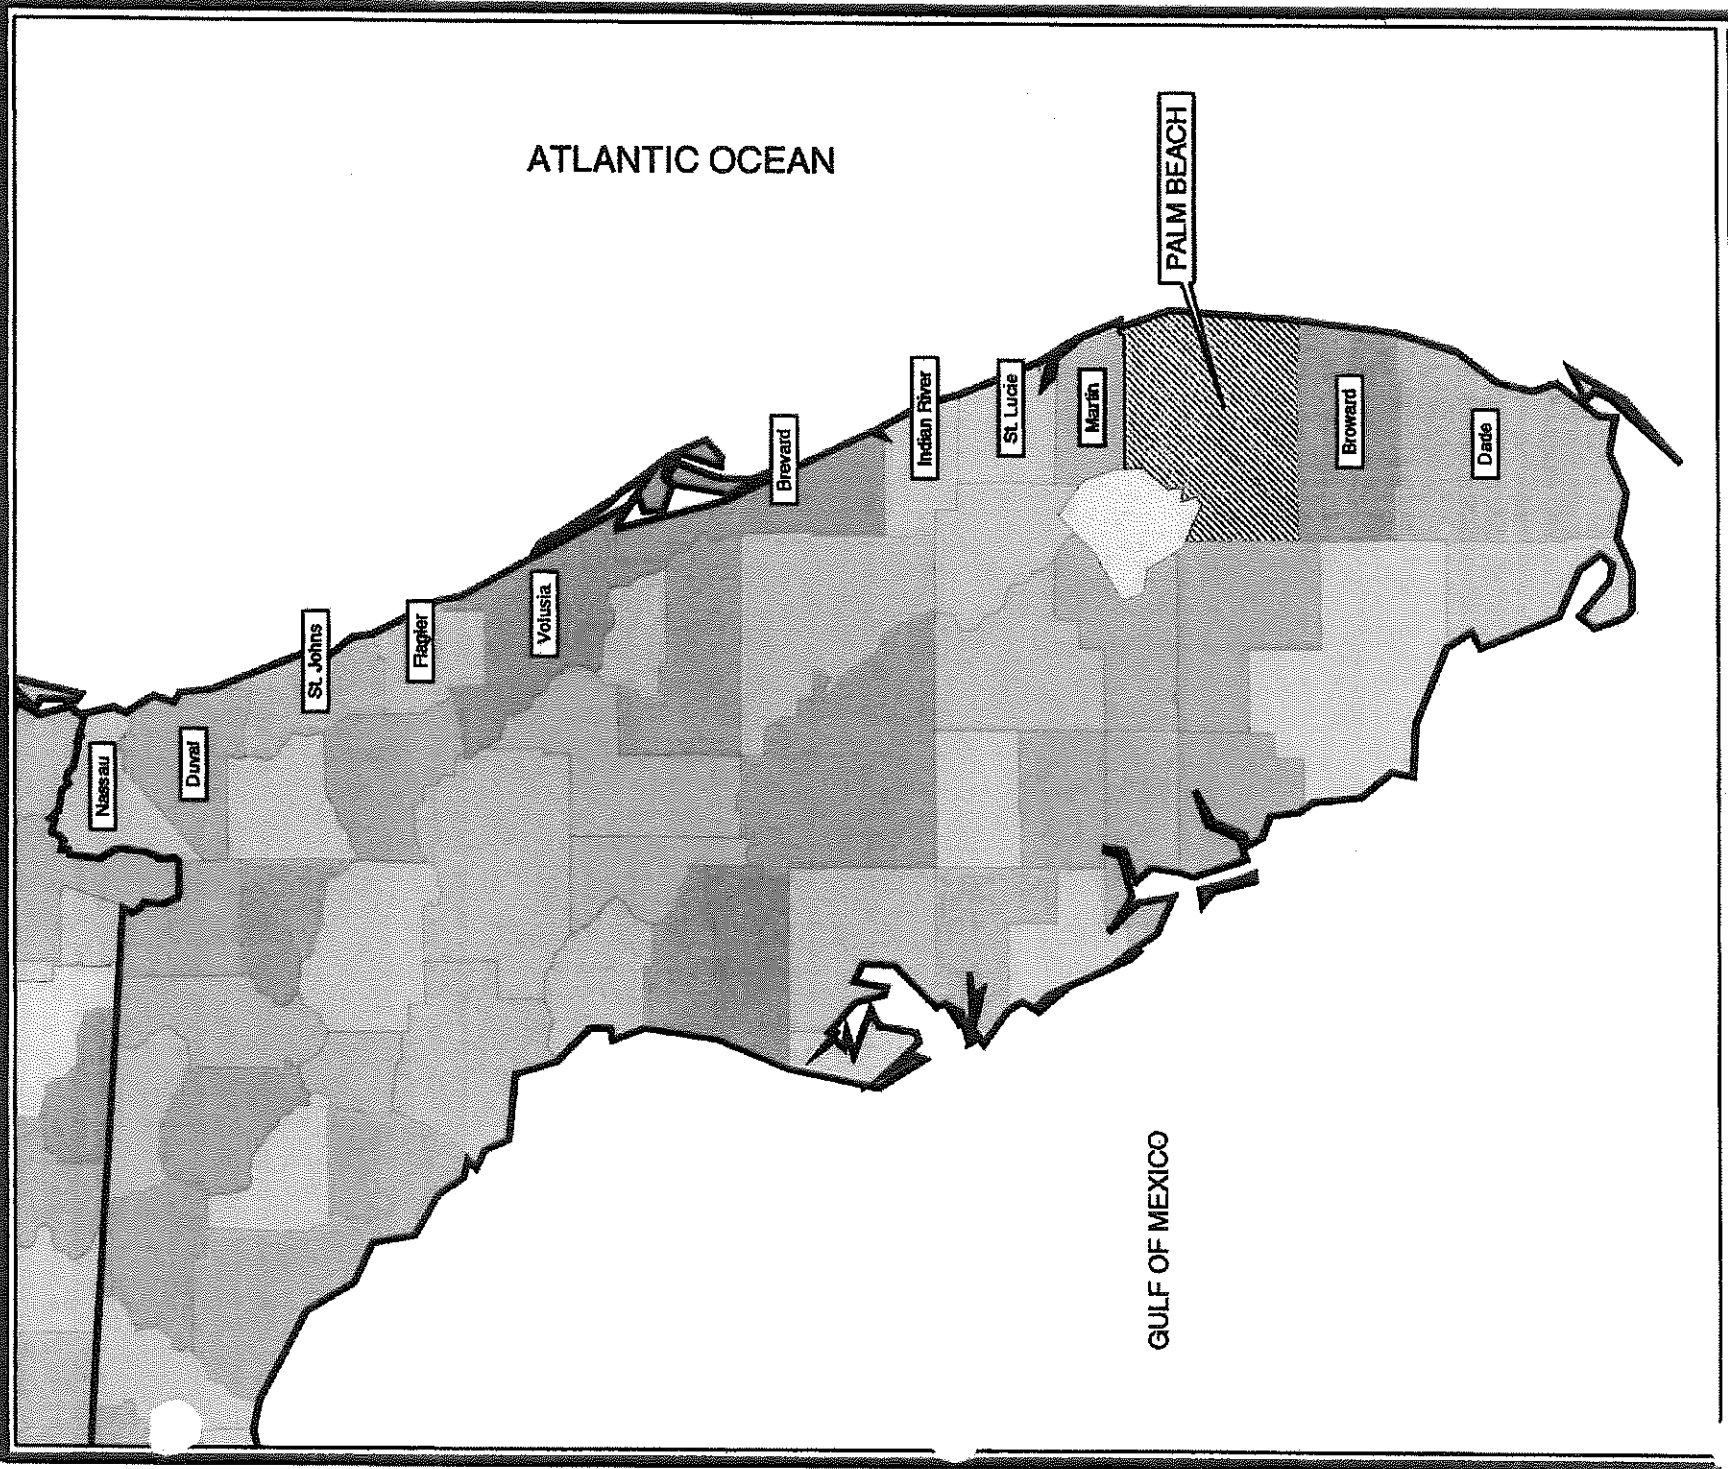 ATLANTIC OCEAN
PALM BEACH
Nassau
Duval
St. Johns
Flagler
Volusia
Brevard
Indian River
St. Lucie
Martin
Broward
Dade
GULF OF MEXICO